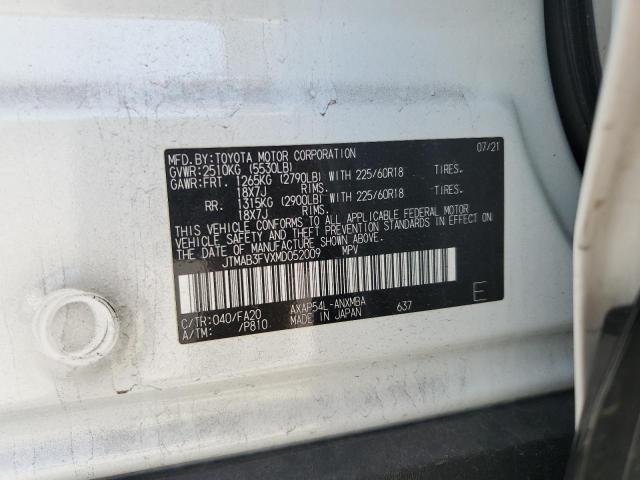 MFD. BY: TOYOTA MOTOR CORPORATION 07/21
GVWR: 2510KG (5530LB)
GAWR: FRT. 1265KG (2790LB) WITH 225/60R18 TIRES.
18X7J RIMS.
RR. 1315KG (2900LB) WITH 225/60R18 TIRES.
18X7J RIMS.
THIS VEHICLE CONFORMS TO ALL APPLICABLE FEDERAL MOTOR
VEHICLE SAFETY AND THEFT PREVENTION STANDARDS IN EFFECT ON
THE DATE OF MANUFACTURE SHOWN ABOVE.
JTMAB3FVXMD052009 MPV
C/TR: 040/FA20 AXAP54L-ANXMBA
A/TM: /P810 MADE IN JAPAN 637 E